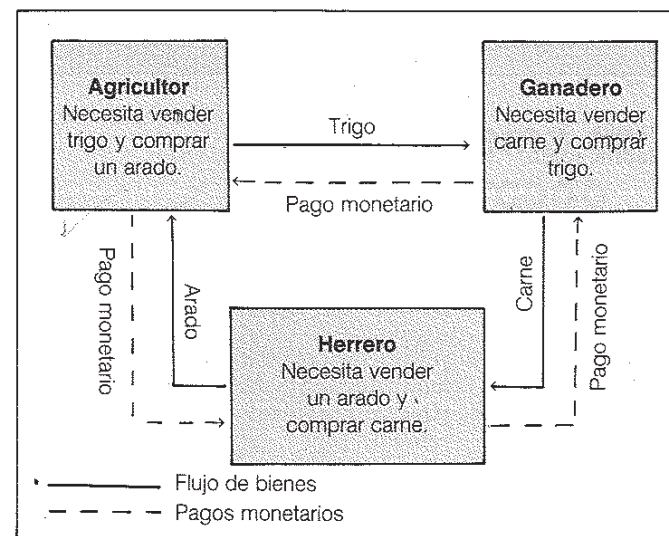 Agricultor
Necesita vender
trigo y comprar
un arado.
Trigo
Pago monetario
Ganadero
Necesita vender
carne y comprar
trigo.
Pago monetario
Arado
Carne
Pago monetario
Herrero
Necesita vender
un arado y
comprar carne.
Flujo de bienes
Pagos monetarios